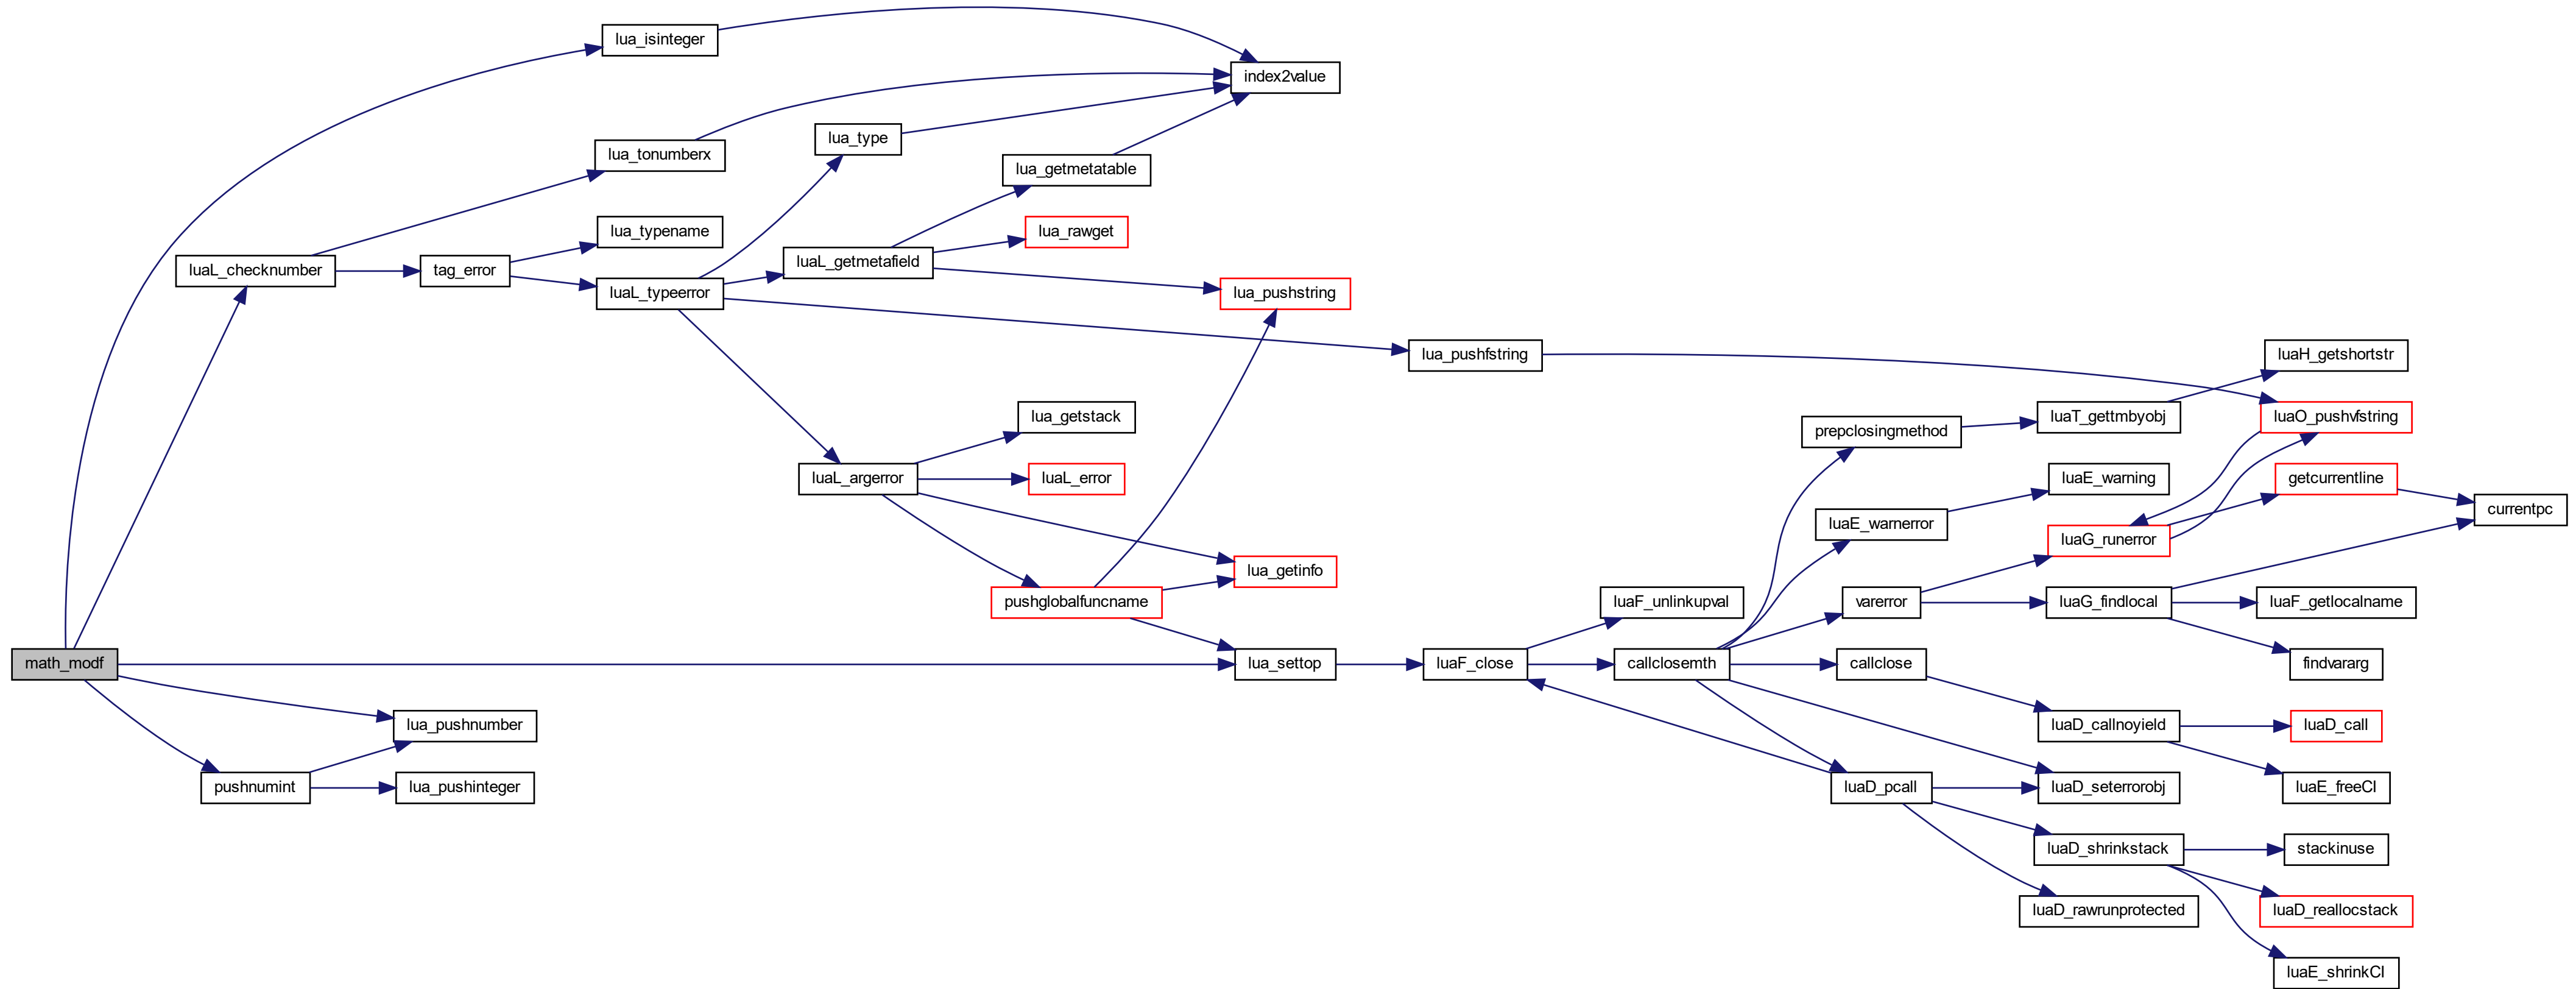 lua_isinteger
index2value
lua_type
lua_tonumberx
lua_getmetatable
lua_typename
lua_rawget
luaL_checknumber
tag_error
luaL_getmetafield
luaL_typeerror
lua_pushstring
lua_pushfstring
luaH_getshortstr
lua_getstack
luaT_gettmbyobj
luaO_pushvfstring
prepclosingmethod
luaL_argerror
luaL_error
luaE_warning
getcurrentline
currentpc
luaE_warnerror
luaG_runerror
lua_getinfo
pushglobalfuncname
luaF_unlinkupval
varerror
luaG_findlocal
luaF_getlocalname
math_modf
lua_settop
luaF_close
callclosemth
callclose
findvararg
lua_pushnumber
luaD_callnoyield
luaD_call
pushnumint
lua_pushinteger
luaD_pcall
luaD_seterrorobj
luaE_freeCI
luaD_shrinkstack
stackinuse
luaD_rawrunprotected
luaD_reallocstack
luaE_shrinkCI